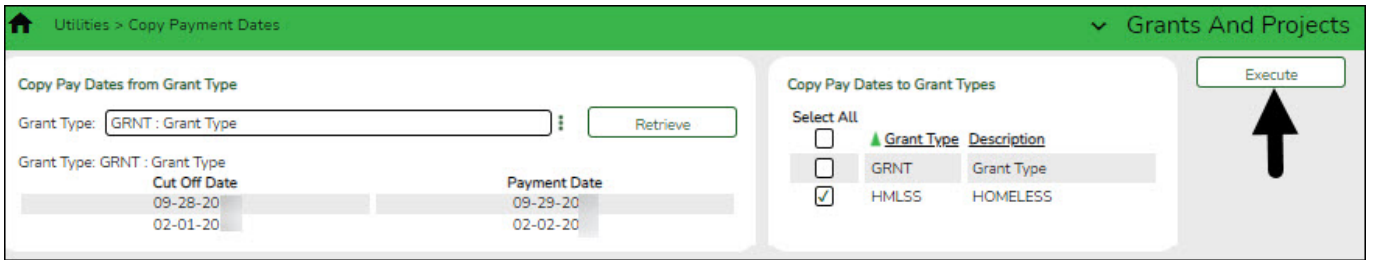 Utilities > Copy Payment Dates
Grants And Projects
Copy Pay Dates from Grant Type
Grant Type: GRNT : Grant Type
Retrieve
Grant Type: GRNT : Grant Type
Cut Off Date Payment Date
09-28-20 09-29-20
02-01-20 02-02-20
Copy Pay Dates to Grant Types
Select All
Grant Type Description
GRNT Grant Type
HMLSS HOMELESS
Execute